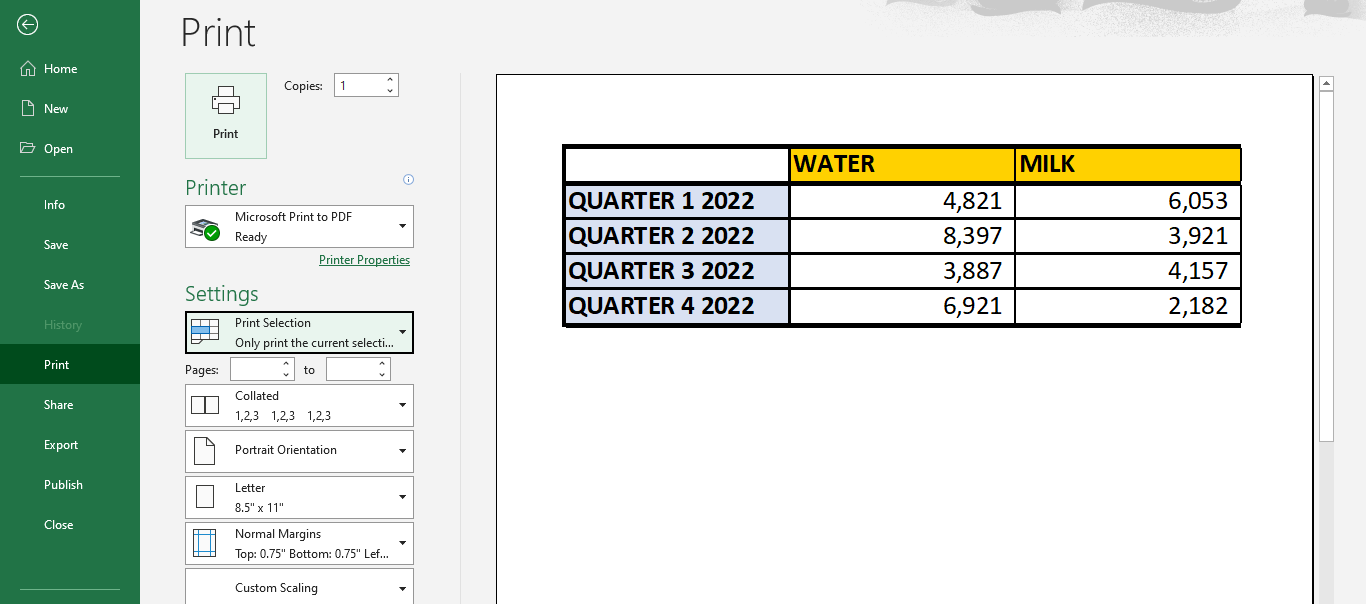 Print
Home
New
Open
Info
Save
Save As
History
Print
Share
Export
Publish
Close
Print
Copies: 1
Printer
Microsoft Print to PDF
Ready
Printer Properties
Settings
Print Selection
Only print the current selecti...
Pages: to
Collated
1,2,3 1,2,3 1,2,3
Portrait Orientation
Letter
8.5" x 11"
Normal Margins
Top: 0.75" Bottom: 0.75" Lef...
Custom Scaling
WATER MILK
QUARTER 1 2022 4,821 6,053
QUARTER 2 2022 8,397 3,921
QUARTER 3 2022 3,887 4,157
QUARTER 4 2022 6,921 2,182